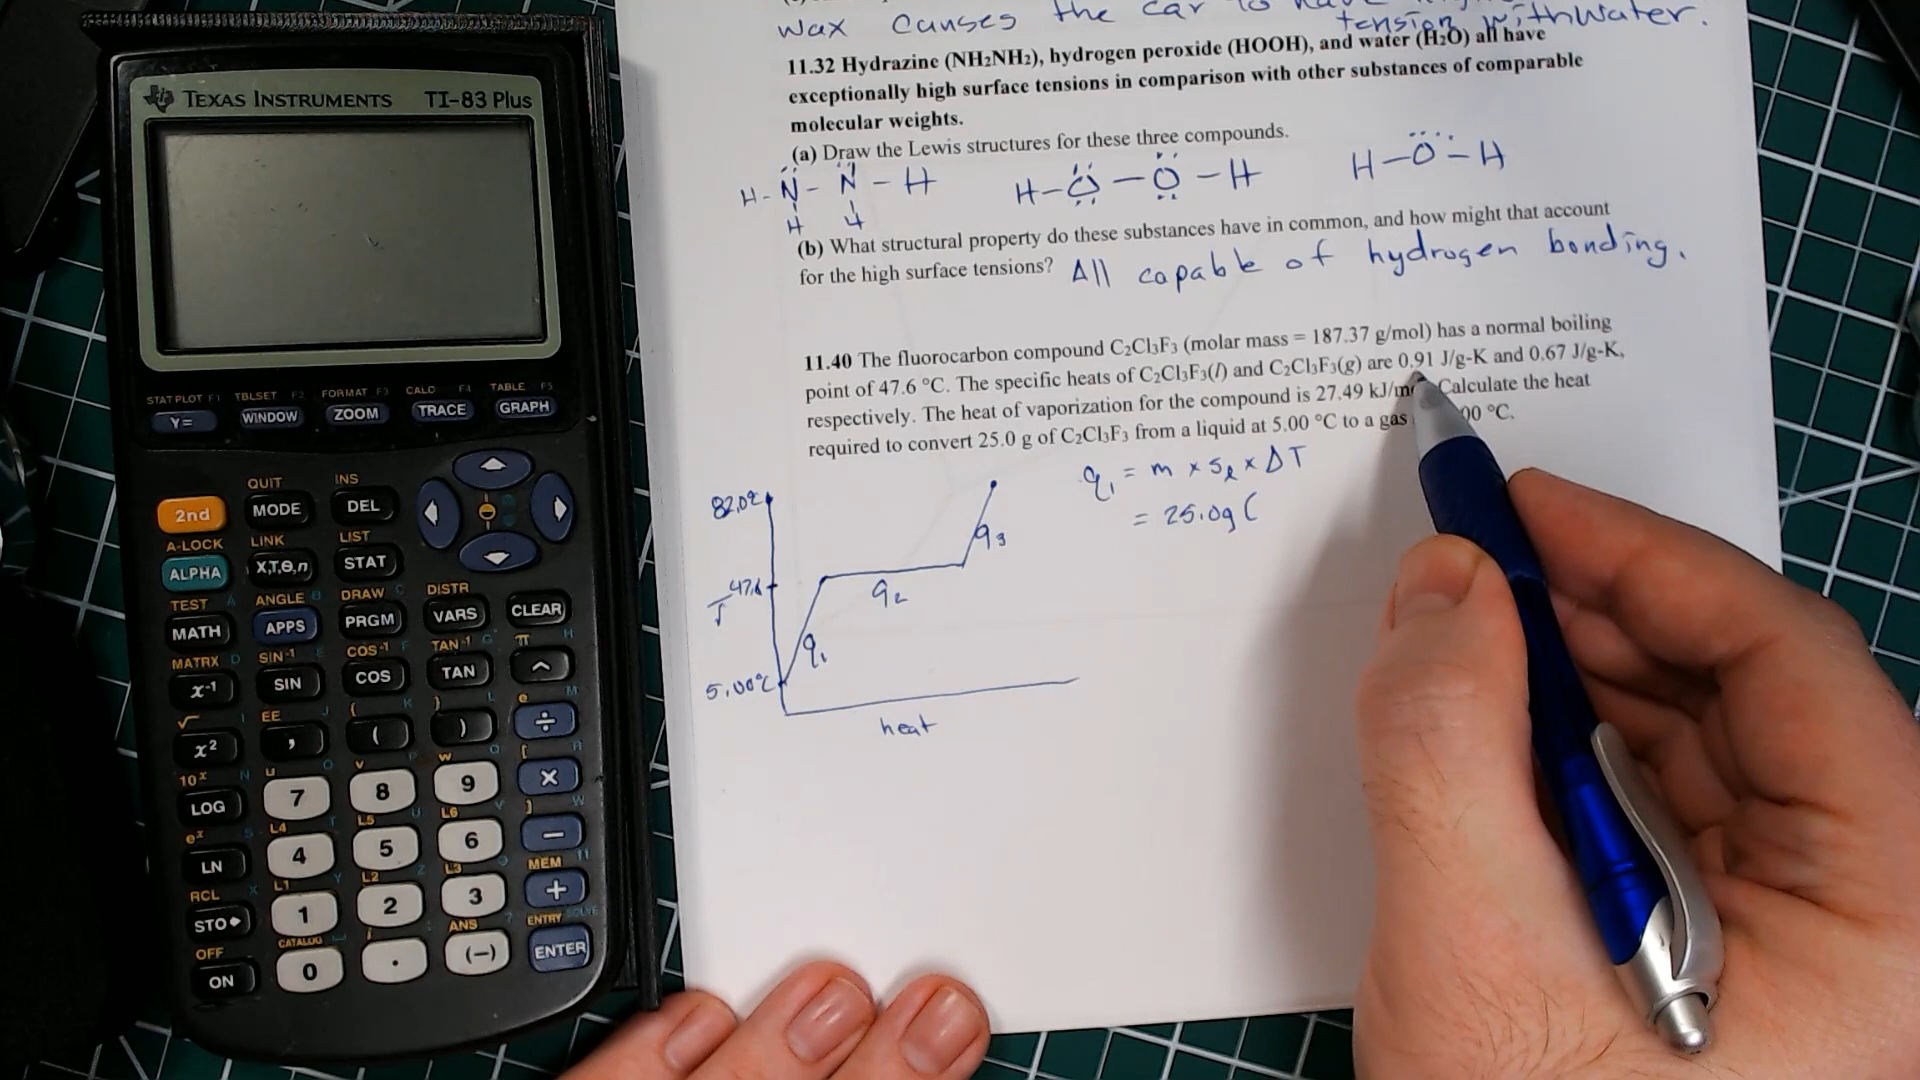 wax causes the car to
tension with water.
11.32 Hydrazine (NH₂NH₂), hydrogen peroxide (HOOH), and water (H₂O) all have
exceptionally high surface tensions in comparison with other substances of comparable
molecular weights.
(a) Draw the Lewis structures for these three compounds.
H-N-N-H
H H
H-O-O-H
H-O-H
(b) What structural property do these substances have in common, and how might that account
for the high surface tensions? All capable of hydrogen bonding.
11.40 The fluorocarbon compound C₂Cl₃F₃ (molar mass = 187.37 g/mol) has a normal boiling
point of 47.6 °C. The specific heats of C₂Cl₃F₃(l) and C₂Cl₃F₃(g) are 0.91 J/g-K and 0.67 J/g-K,
respectively. The heat of vaporization for the compound is 27.49 Calculate the heat
required to convert 25.0 g of C₂Cl₃F₃ from a liquid at 5.00 °C to a gas 00 °C.
q₁ = m × sₗ × ΔT
= 25.0g (
82.0°C
47.6
T
5.00°C
q₁
q₂
q₃
heat
TEXAS INSTRUMENTS TI-83 Plus
STAT PLOT F1 TBLSET F2 FORMAT F3 CALC F4 TABLE F5
Y= WINDOW ZOOM TRACE GRAPH
QUIT INS
2nd MODE DEL
A-LOCK LINK LIST
ALPHA X,T,θ,n STAT
TEST A ANGLE B DRAW C DISTR
MATH APPS PRGM VARS CLEAR
MATRX D SIN⁻¹ E COS⁻¹ F TAN⁻¹ G π H
x⁻¹ SIN COS TAN ^
√ I EE J ( K ) L e M
x² , ( ) ÷
10ˣ N u O v P w Q [ R
LOG 7 8 9 ×
eˣ S L4 T L5 U L6 V ] W
LN 4 5 6 −
RCL X L1 Y L2 Z L3 θ MEM "
STO▸ 1 2 3 +
OFF CATALOG i ANS ? ENTRY SOLVE
ON 0 . (−) ENTER